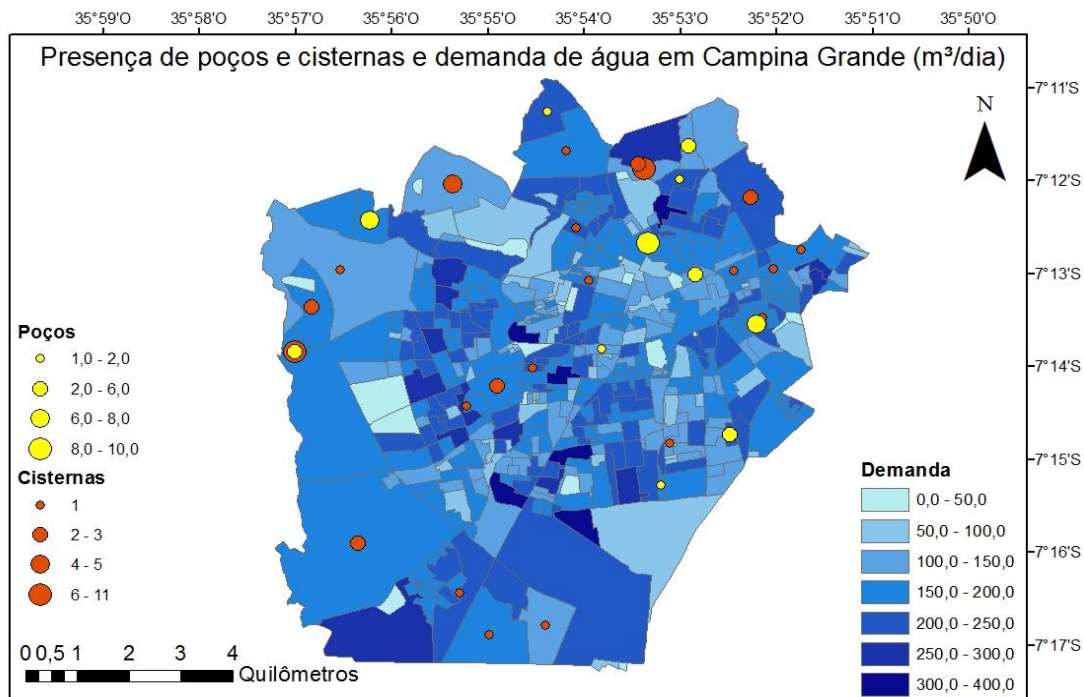 35°59'O 35°58'O 35°57'O 35°56'O 35°55'O 35°54'O 35°53'O 35°52'O 35°51'O 35°50'O
Presença de poços e cisternas e demanda de água em Campina Grande (m³/dia)
7°11'S
N
7°12'S
7°13'S
7°14'S
7°15'S
7°16'S
7°17'S
Poços
1,0 - 2,0
2,0 - 6,0
6,0 - 8,0
8,0 - 10,0
Cisternas
1
2 - 3
4 - 5
6 - 11
0 0,5 1 2 3 4
Quilômetros
Demanda
0,0 - 50,0
50,0 - 100,0
100,0 - 150,0
150,0 - 200,0
200,0 - 250,0
250,0 - 300,0
300,0 - 400,0